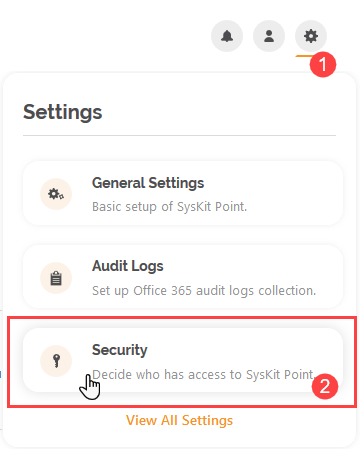 1
Settings
General Settings
Basic setup of SysKit Point.
Audit Logs
Set up Office 365 audit logs collection.
Security
Decide who has access to SysKit Point.
2
View All Settings